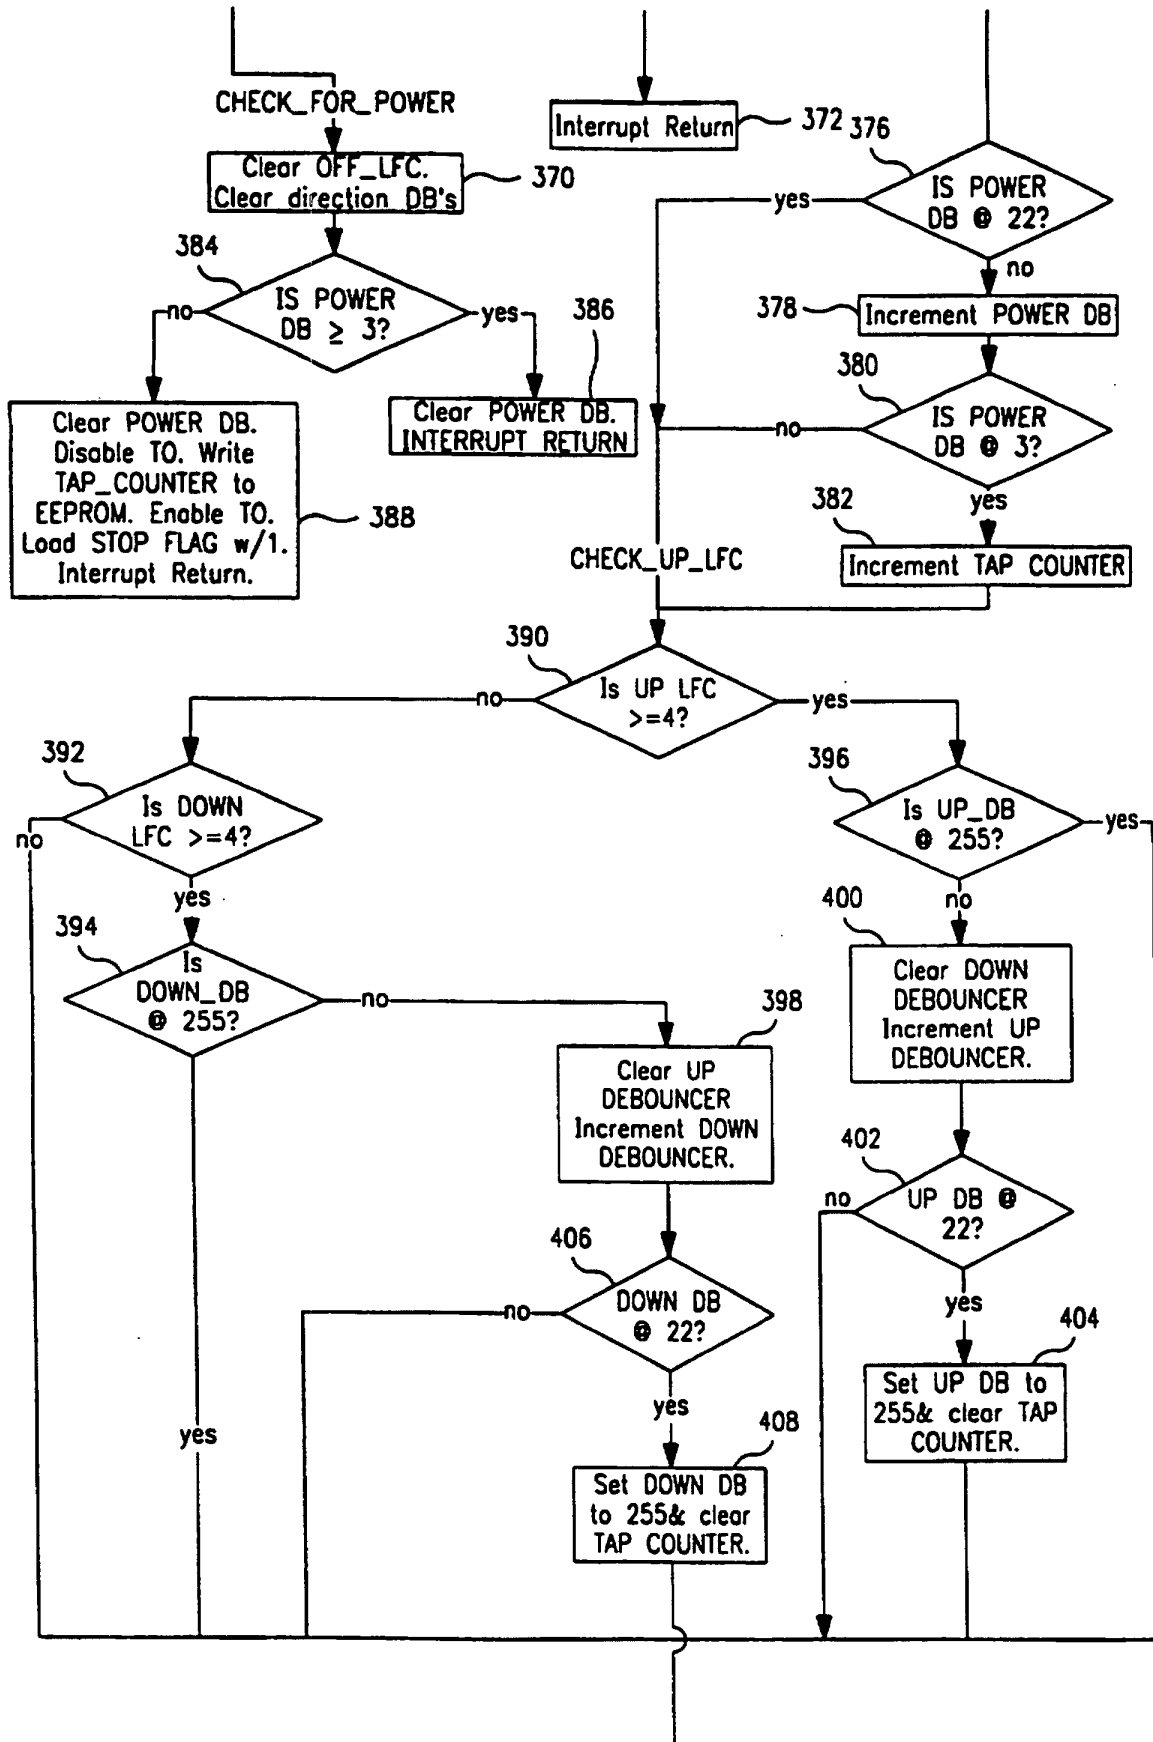 CHECK_FOR_POWER
Interrupt Return
372
376
Clear OFF_LFC.
Clear direction DB's
370
IS POWER
DB @ 22?
yes
no
384
IS POWER
DB ≥ 3?
no
yes
386
378
Increment POWER DB
380
IS POWER
DB @ 3?
no
yes
Clear POWER DB.
Disable TO. Write
TAP_COUNTER to
EEPROM. Enable TO.
Load STOP FLAG w/1.
Interrupt Return.
388
Clear POWER DB.
INTERRUPT RETURN
382
Increment TAP COUNTER
CHECK_UP_LFC
390
Is UP LFC
>=4?
no
yes
392
Is DOWN
LFC >=4?
no
yes
396
Is UP_DB
@ 255?
yes
no
394
Is
DOWN_DB
@ 255?
no
yes
400
Clear DOWN
DEBOUNCER
Increment UP
DEBOUNCER.
398
Clear UP
DEBOUNCER
Increment DOWN
DEBOUNCER.
402
UP DB @
22?
no
yes
406
DOWN DB
@ 22?
no
yes
404
Set UP DB to
255& clear TAP
COUNTER.
408
Set DOWN DB
to 255& clear
TAP COUNTER.